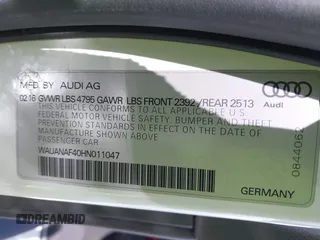 MFD. BY AUDI AG
02.16 GVWR LBS 4795 GAWR LBS FRONT 2392 / REAR 2513
THIS VEHICLE CONFORMS TO ALL APPLICABLE U S
FEDERAL MOTOR VEHICLE SAFETY, BUMPER AND THEFT
PREVENTION STANDARDS IN EFFECT ON THE DATE OF
MANUFACTURE SHOWN ABOVE.
PASSENGER CAR
WAUANAF40HN011047
GERMANY
Audi
DREAMBID